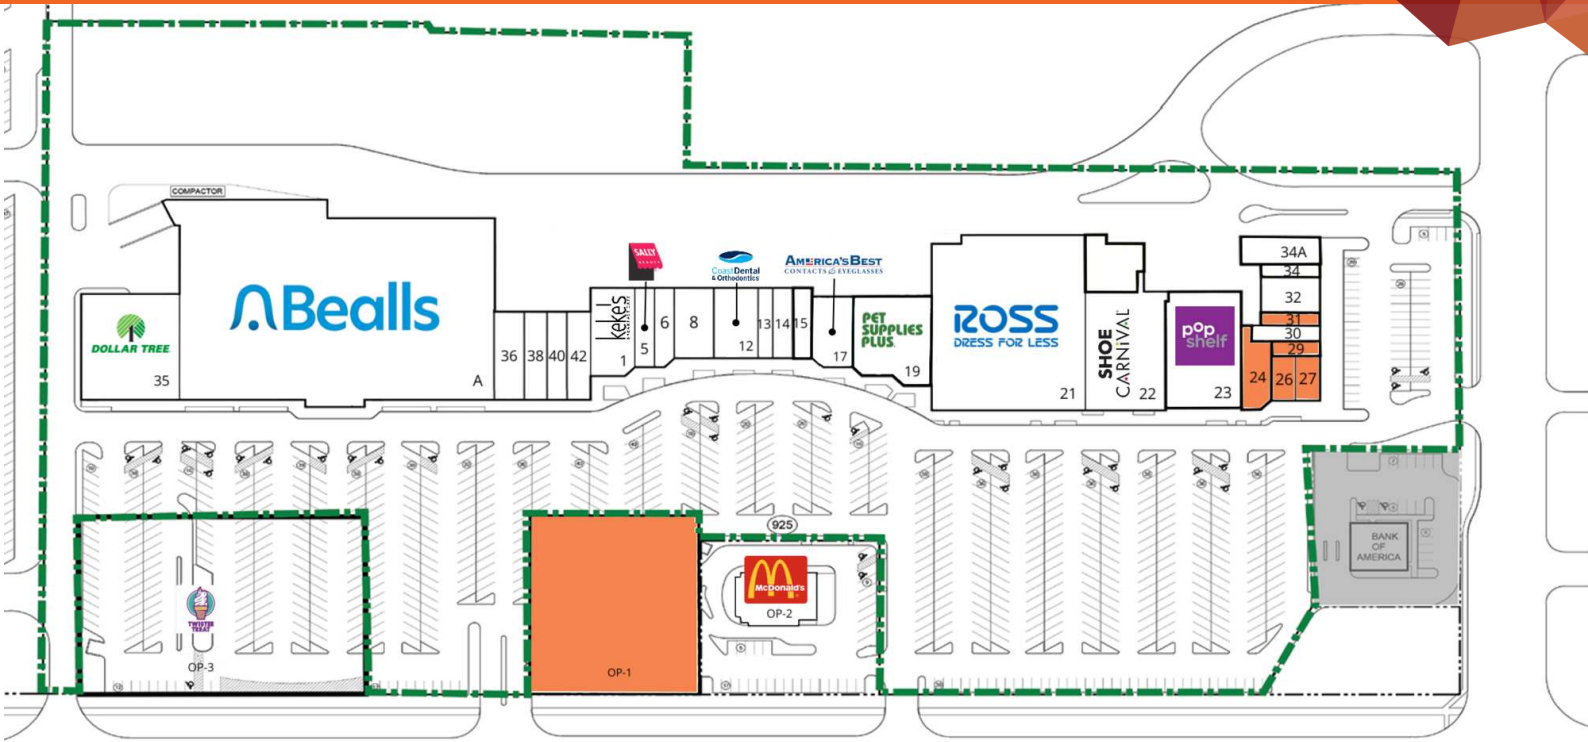 COMPACTOR
DOLLAR TREE
35
Bealls
A
36
38
40
42
kekes
1
SALLY
BEAUTY
5
6
8
CoastDental
& Orthodontics
12
13
14
15
AMERICA'S BEST
CONTACTS & EYEGLASSES
17
PET
SUPPLIES
PLUS
19
ROSS
DRESS FOR LESS
21
SHOE
CARNIVAL
22
pop
shelf
23
34A
34
32
31
30
29
24
26
27
925
BANK
OF
AMERICA
McDonald's
OP-2
TWISTEE
TREAT
OP-3
OP-1